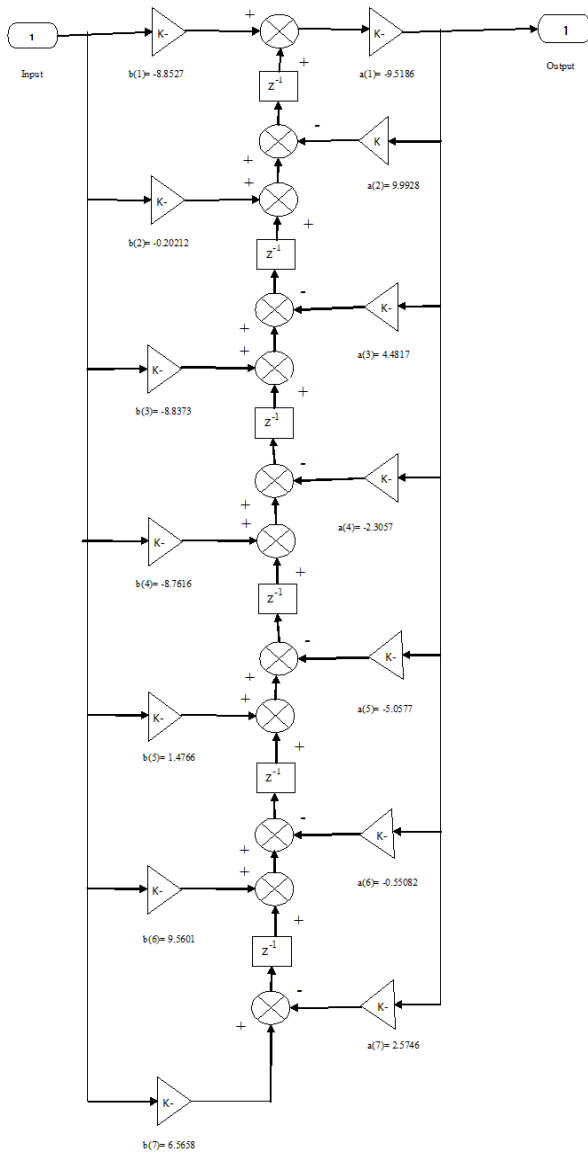 1
K-
+
K-
1
Input
b(1)= -8.8527
+
a(1)= -9.5186
Output
z-1
-
K
+
+
a(2)= 9.9928
K-
b(2)= -0.20212
+
z-1
-
K-
+
+
a(3)= 4.4817
K-
b(3)= -8.8373
+
z-1
-
K-
+
+
a(4)= -2.3057
K-
b(4)= -8.7616
+
z-1
-
K-
+
+
a(5)= -5.0577
K-
b(5)= 1.4766
+
z-1
-
K-
+
+
a(6)= -0.55082
K-
b(6)= 9.5601
+
z-1
-
K-
+
a(7)= 2.5746
K-
b(7)= 6.5658